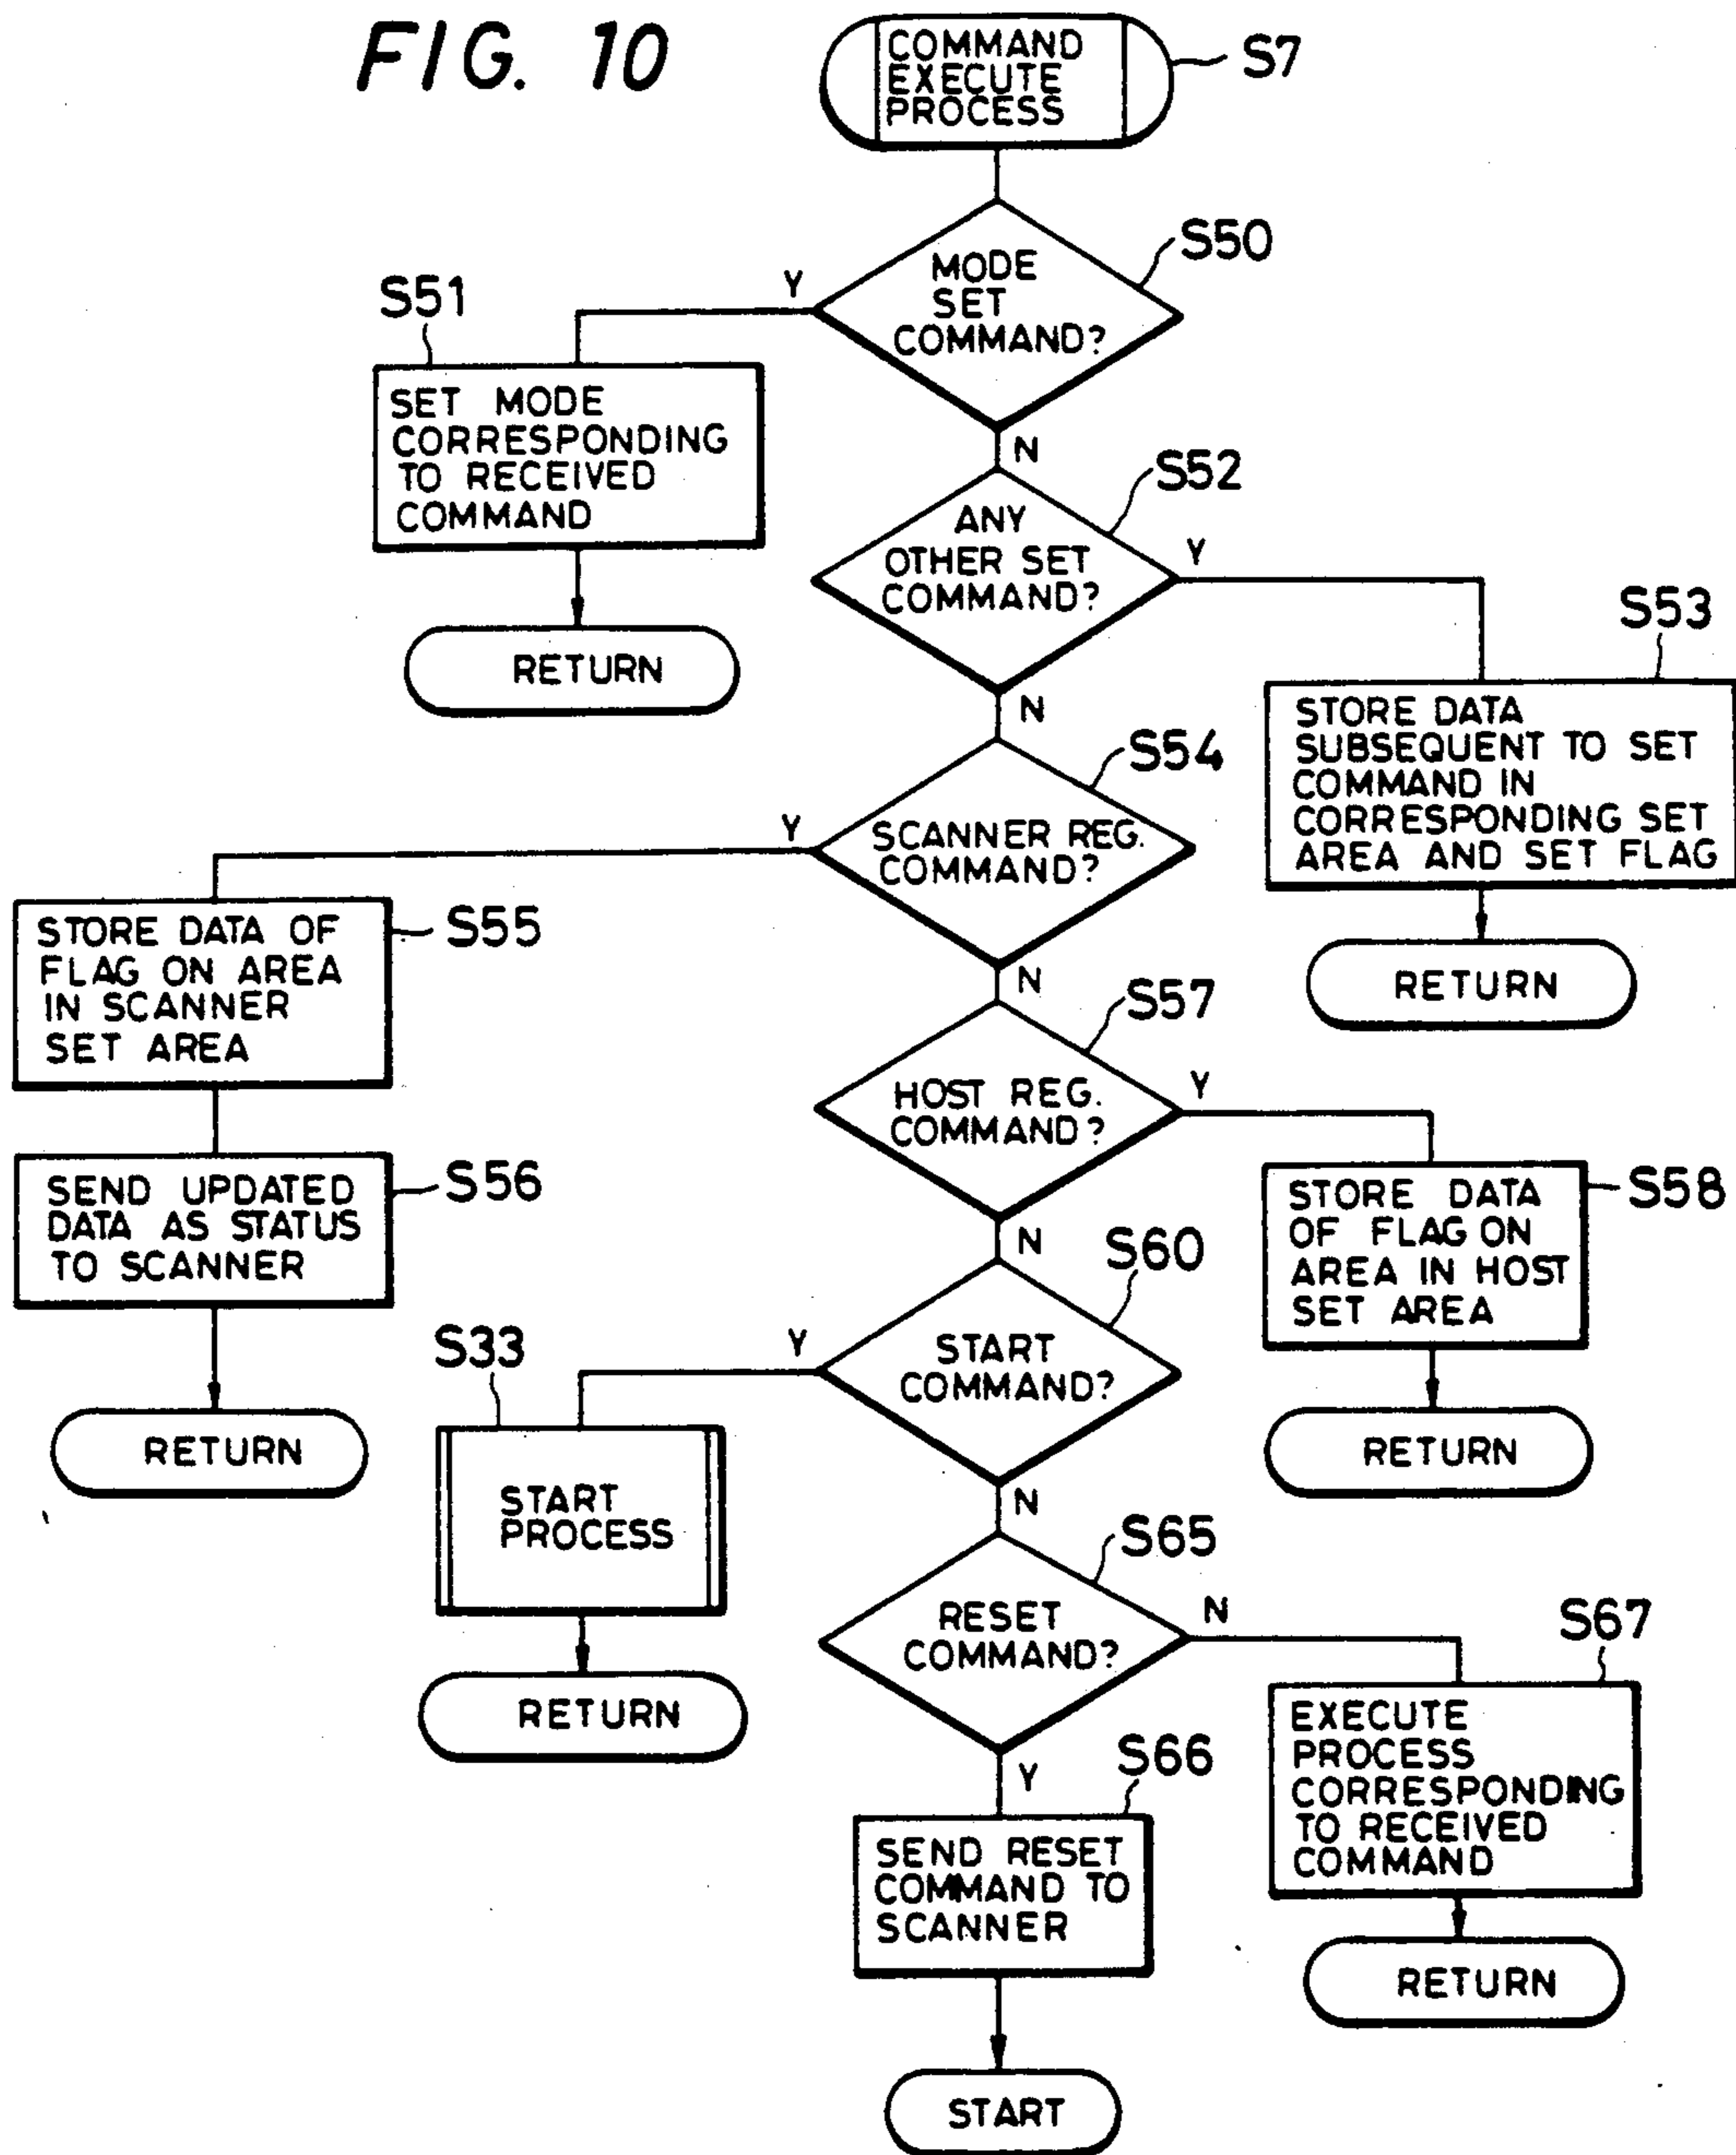 FIG. 10
COMMAND
EXECUTE
PROCESS
S7
MODE
SET
COMMAND?
S50
Y
N
S51
SET MODE
CORRESPONDING
TO RECEIVED
COMMAND
RETURN
ANY
OTHER SET
COMMAND?
S52
Y
N
S53
STORE DATA
SUBSEQUENT TO SET
COMMAND IN
CORRESPONDING SET
AREA AND SET FLAG
RETURN
SCANNER REG.
COMMAND?
S54
Y
N
STORE DATA OF
FLAG ON AREA
IN SCANNER
SET AREA
S55
SEND UPDATED
DATA AS STATUS
TO SCANNER
S56
RETURN
HOST REG.
COMMAND?
S57
Y
N
STORE DATA
OF FLAG ON
AREA IN HOST
SET AREA
S58
RETURN
START
COMMAND?
S60
Y
N
S33
START
PROCESS
RETURN
RESET
COMMAND?
S65
N
Y
S67
EXECUTE
PROCESS
CORRESPONDING
TO RECEIVED
COMMAND
RETURN
S66
SEND RESET
COMMAND TO
SCANNER
START